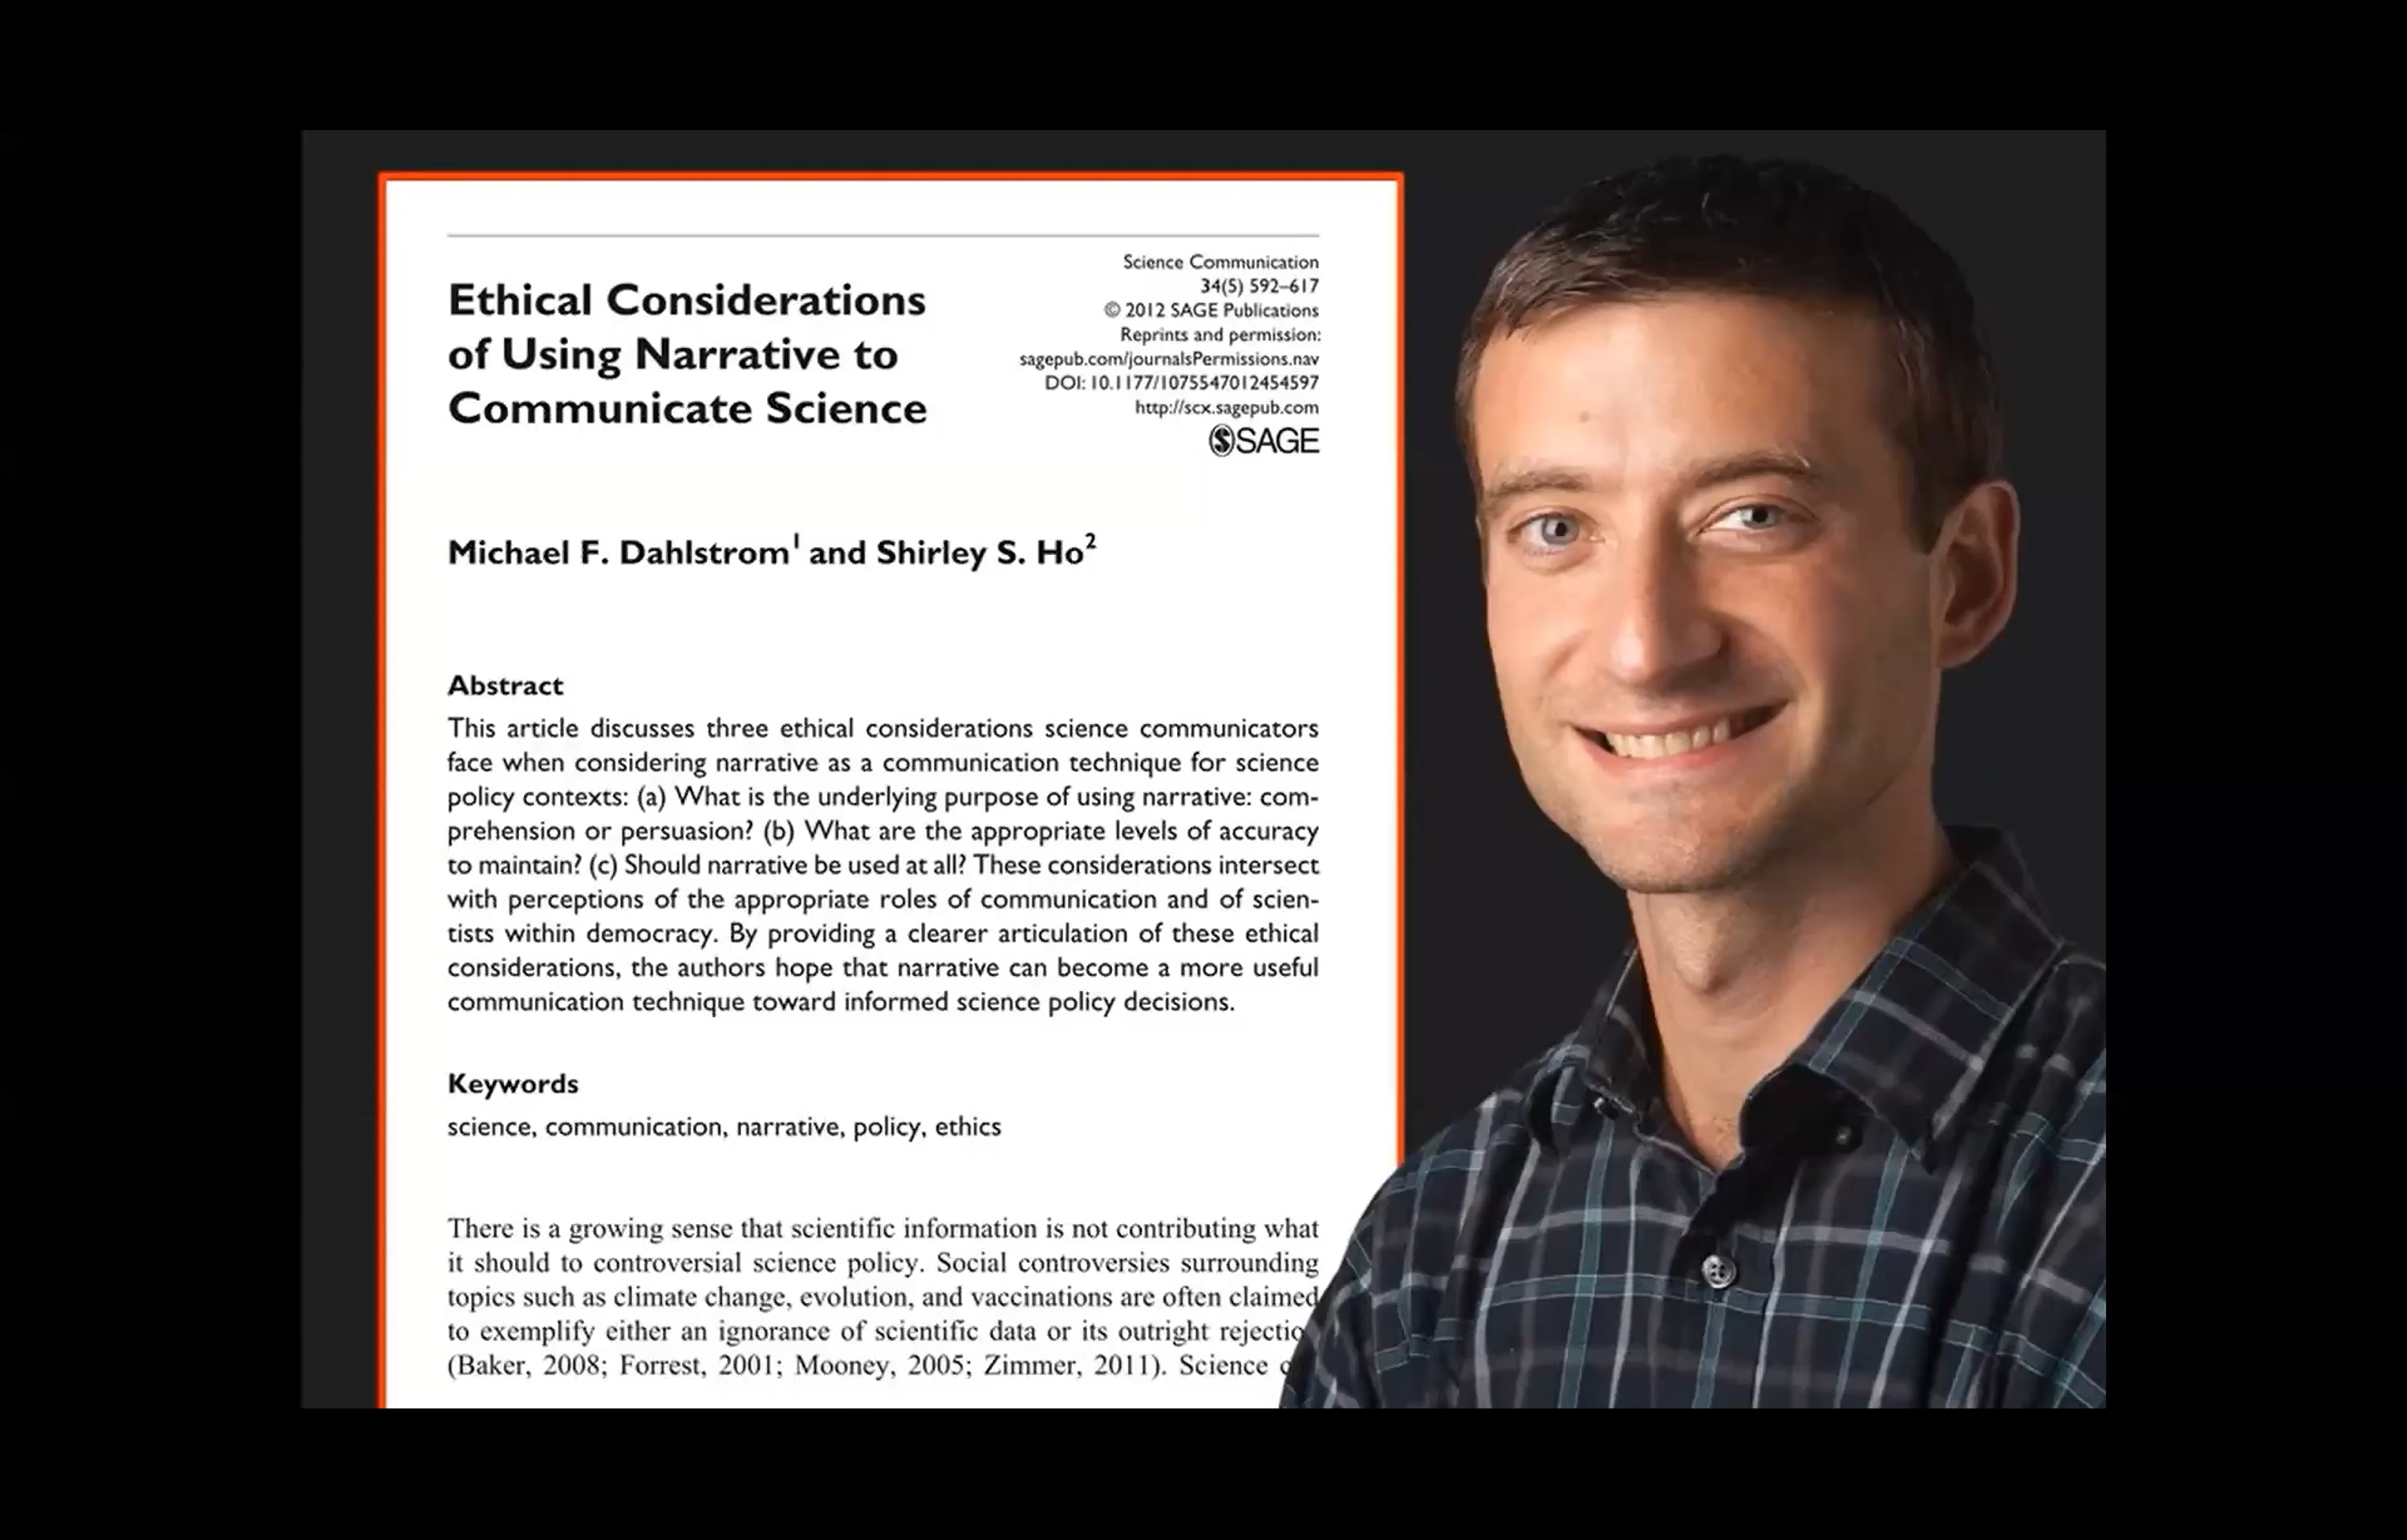 Ethical Considerations
of Using Narrative to
Communicate Science
Science Communication
34(5) 592–617
© 2012 SAGE Publications
Reprints and permission:
sagepub.com/journalsPermissions.nav
DOI: 10.1177/1075547012454597
http://scx.sagepub.com
SAGE
Michael F. Dahlstrom¹ and Shirley S. Ho²
Abstract
This article discusses three ethical considerations science communicators
face when considering narrative as a communication technique for science
policy contexts: (a) What is the underlying purpose of using narrative: com-
prehension or persuasion? (b) What are the appropriate levels of accuracy
to maintain? (c) Should narrative be used at all? These considerations intersect
with perceptions of the appropriate roles of communication and of scien-
tists within democracy. By providing a clearer articulation of these ethical
considerations, the authors hope that narrative can become a more useful
communication technique toward informed science policy decisions.
Keywords
science, communication, narrative, policy, ethics
There is a growing sense that scientific information is not contributing what
it should to controversial science policy. Social controversies surrounding
topics such as climate change, evolution, and vaccinations are often claimed
to exemplify either an ignorance of scientific data or its outright
(Baker, 2008; Forrest, 2001; Mooney, 2005; Zimmer, 2011). Science